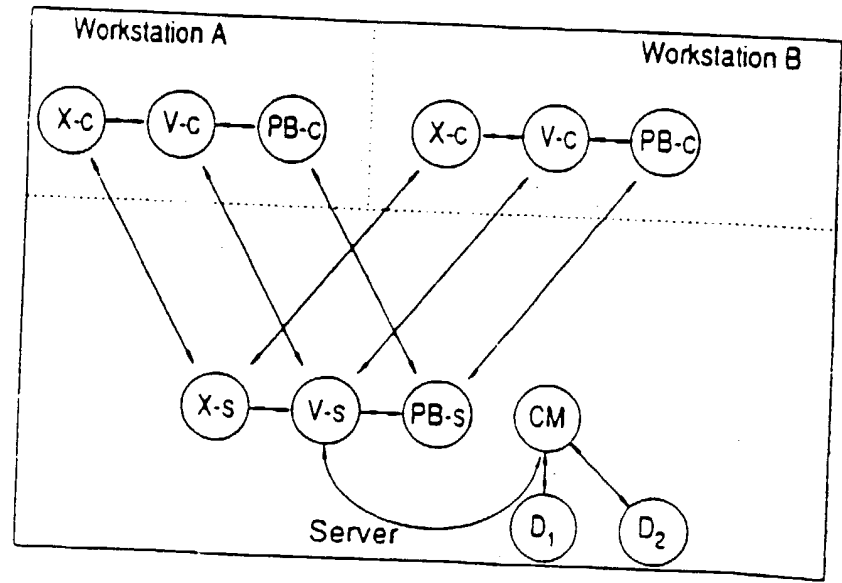 Workstation A
Workstation B
X-c V-c PB-c
X-c V-c PB-c
X-s V-s PB-s CM
Server
D₁ D₂